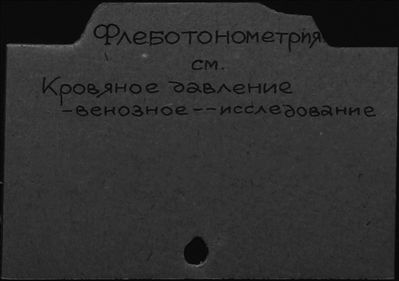 Флеботонометрия
см.
Кровяное давление
-венозное--исследование